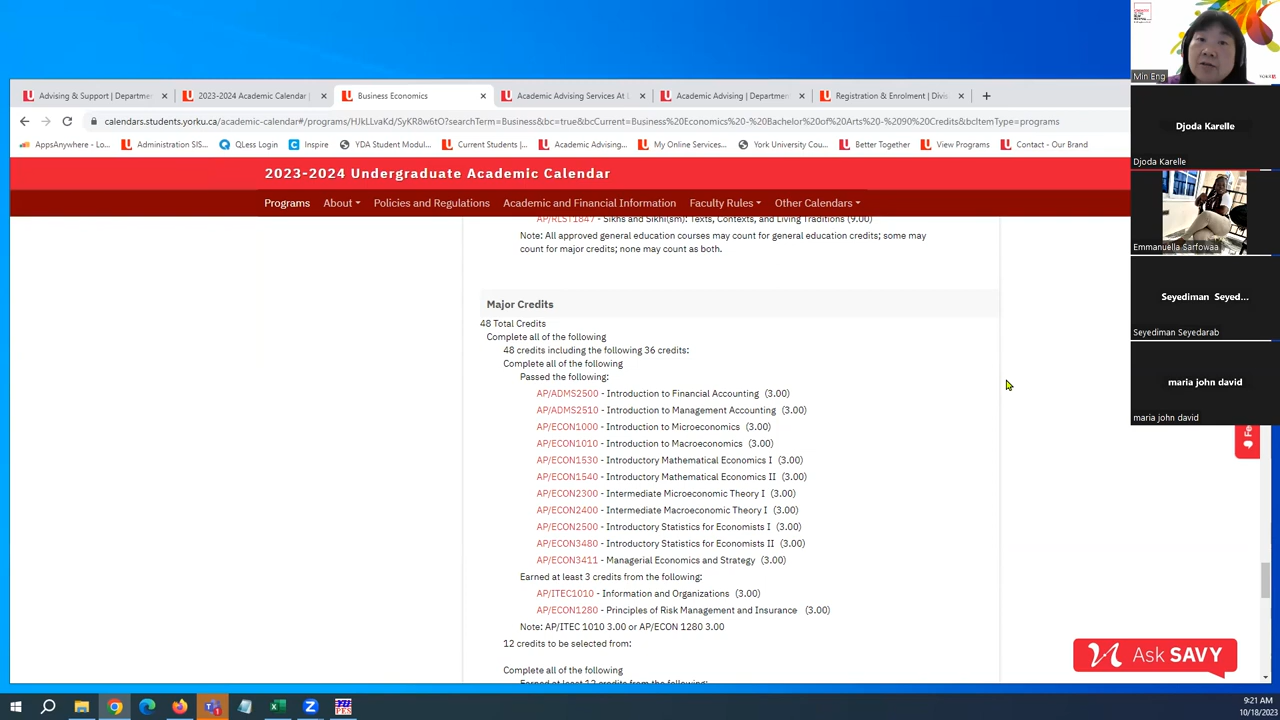 Min Eng
Djoda Karelle
Djoda Karelle
Emmanuella Sarfowaa
Seyediman Seyed...
Seyediman Seyedarab
maria john david
maria john david
Advising & Support | Departmen
2023-2024 Academic Calendar |
Business Economics
Academic Advising Services At L
Academic Advising | Department
Registration & Enrolment | Divis
calendars.students.yorku.ca/academic-calendar#/programs/HJkLLvaKd/SyKR8w6tO?searchTerm=Business&bc=true&bcCurrent=Business%20Economics%20-%20Bachelor%20of%20Arts%20-%2090%20Credits&bcItemType=programs
AppsAnywhere - Lo...
Administration SIS...
QLess Login
Inspire
YDA Student Modul...
Current Students |...
Academic Advising...
My Online Services...
York University Cou...
Better Together
View Programs
Contact - Our Brand
2023-2024 Undergraduate Academic Calendar
Programs
About
Policies and Regulations
Academic and Financial Information
Faculty Rules
Other Calendars
AP/RLST1847 - Sikhs and Sikhi(sm): Texts, Contexts, and Living Traditions (9.00)
Note: All approved general education courses may count for general education credits; some may
count for major credits; none may count as both.
Major Credits
48 Total Credits
Complete all of the following
48 credits including the following 36 credits:
Complete all of the following
Passed the following:
AP/ADMS2500 - Introduction to Financial Accounting (3.00)
AP/ADMS2510 - Introduction to Management Accounting (3.00)
AP/ECON1000 - Introduction to Microeconomics (3.00)
AP/ECON1010 - Introduction to Macroeconomics (3.00)
AP/ECON1530 - Introductory Mathematical Economics I (3.00)
AP/ECON1540 - Introductory Mathematical Economics II (3.00)
AP/ECON2300 - Intermediate Microeconomic Theory I (3.00)
AP/ECON2400 - Intermediate Macroeconomic Theory I (3.00)
AP/ECON2500 - Introductory Statistics for Economists I (3.00)
AP/ECON3480 - Introductory Statistics for Economists II (3.00)
AP/ECON3411 - Managerial Economics and Strategy (3.00)
Earned at least 3 credits from the following:
AP/ITEC1010 - Information and Organizations (3.00)
AP/ECON1280 - Principles of Risk Management and Insurance (3.00)
Note: AP/ITEC 1010 3.00 or AP/ECON 1280 3.00
12 credits to be selected from:
Complete all of the following
Earned at least 12 credits from the following:
Ask SAVY
9:21 AM
10/18/2023